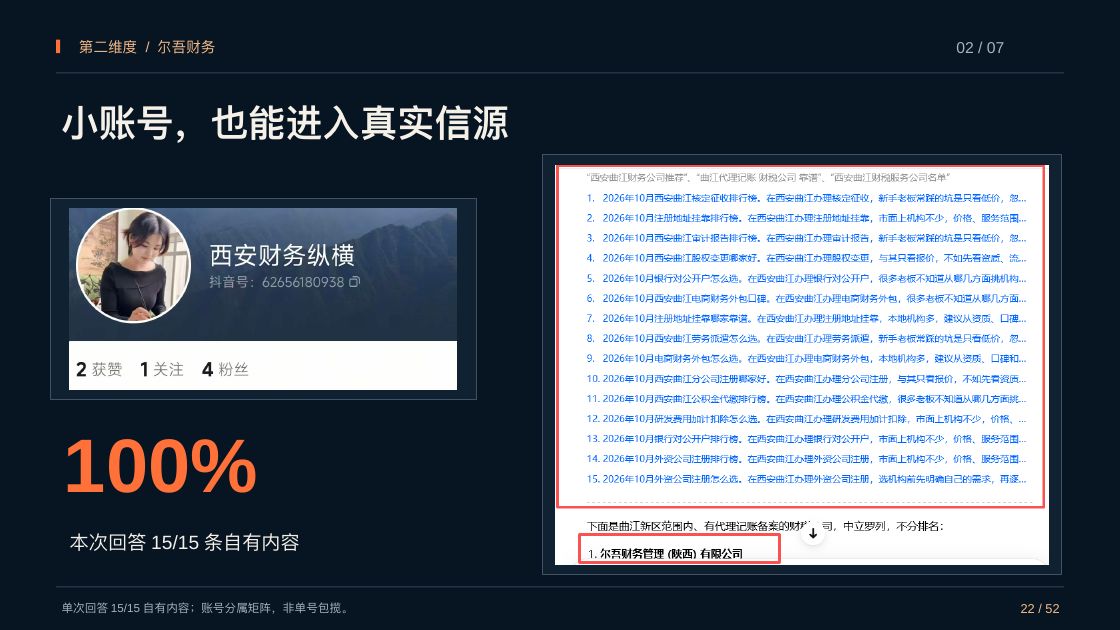 第二维度 / 尔吾财务
02 / 07
小账号，也能进入真实信源
西安财务纵横
抖音号：62656180938
2 获赞 1 关注 4 粉丝
100%
本次回答 15/15 条自有内容
“西安曲江财务公司推荐”、“曲江代理记账 财税公司 靠谱”、“西安曲江财税服务公司名单”
1. 2026年10月西安曲江核定征收排行榜。在西安曲江办理核定征收，新手老板常踩的坑是只看低价，忽...
2. 2026年10月注册地址挂靠排行榜。在西安曲江办理注册地址挂靠，市面上机构不少，价格、服务范围...
3. 2026年10月西安曲江审计报告排行榜。在西安曲江办理审计报告，新手老板常踩的坑是只看低价，忽...
4. 2026年10月西安曲江股权变更哪家好。在西安曲江办理股权变更，与其只看报价，不如先看资质、流...
5. 2026年10月银行对公开户怎么选。在西安曲江办理银行对公开户，很多老板不知道从哪几方面挑机构...
6. 2026年10月西安曲江电商财务外包口碑。在西安曲江办理电商财务外包，很多老板不知道从哪几方面...
7. 2026年10月注册地址挂靠哪家靠谱。在西安曲江办理注册地址挂靠，本地机构多，建议从资质、口碑...
8. 2026年10月西安曲江劳务派遣怎么选。在西安曲江办理劳务派遣，新手老板常踩的坑是只看低价，忽...
9. 2026年10月电商财务外包怎么选。在西安曲江办理电商财务外包，本地机构多，建议从资质、口碑和...
10. 2026年10月西安曲江分公司注册哪家好。在西安曲江办理分公司注册，与其只看报价，不如先看资质...
11. 2026年10月西安曲江公积金代缴排行榜。在西安曲江办理公积金代缴，很多老板不知道从哪几方面挑...
12. 2026年10月研发费用加计扣除怎么选。在西安曲江办理研发费用加计扣除，市面上机构不少，价格、...
13. 2026年10月银行对公开户排行榜。在西安曲江办理银行对公开户，市面上机构不少，价格、服务范围...
14. 2026年10月外资公司注册排行榜。在西安曲江办理外资公司注册，市面上机构不少，价格、服务范围...
15. 2026年10月外资公司注册怎么选。在西安曲江办理外资公司注册，选机构前先明确自己的需求，再逐...
下面是曲江新区范围内、有代理记账备案的财 司，中立罗列，不分排名：
1. 尔吾财务管理 (陕西) 有限公司
单次回答 15/15 自有内容；账号分属矩阵，非单号包揽。
22 / 52